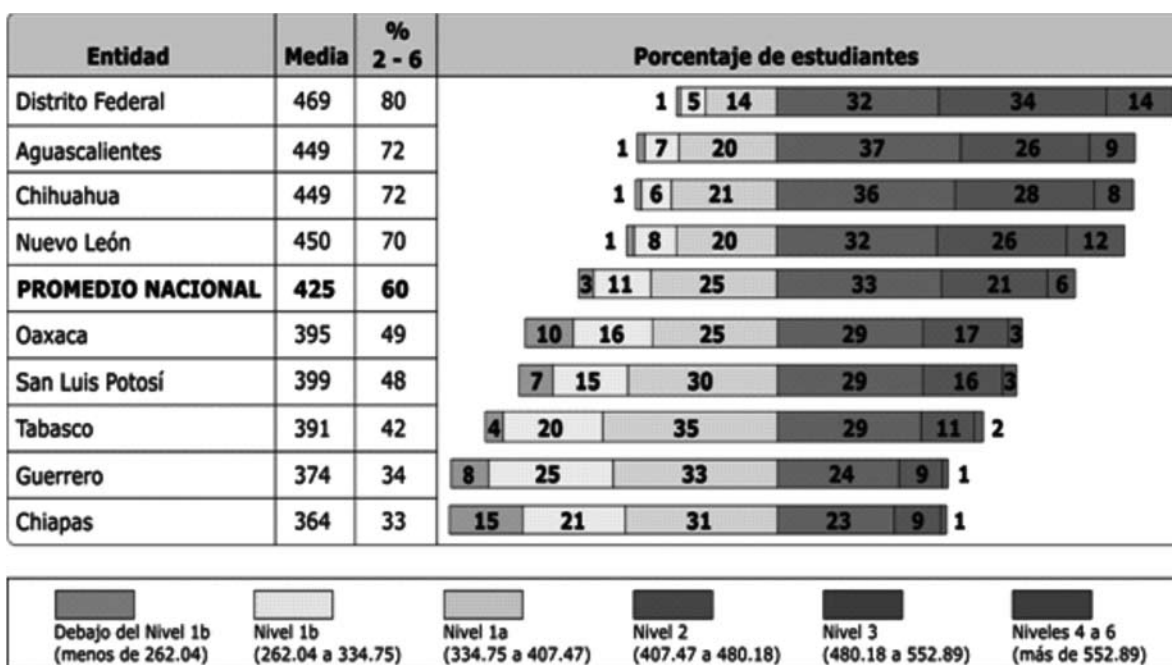 Entidad Media % 2 - 6 Porcentaje de estudiantes
Distrito Federal 469 80 1 5 14 32 34 14
Aguascalientes 449 72 1 7 20 37 26 9
Chihuahua 449 72 1 6 21 36 28 8
Nuevo León 450 70 1 8 20 32 26 12
PROMEDIO NACIONAL 425 60 3 11 25 33 21 6
Oaxaca 395 49 10 16 25 29 17 3
San Luis Potosí 399 48 7 15 30 29 16 3
Tabasco 391 42 4 20 35 29 11 2
Guerrero 374 34 8 25 33 24 9 1
Chiapas 364 33 15 21 31 23 9 1
Debajo del Nivel 1b Nivel 1b Nivel 1a Nivel 2 Nivel 3 Niveles 4 a 6
(menos de 262.04) (262.04 a 334.75) (334.75 a 407.47) (407.47 a 480.18) (480.18 a 552.89) (más de 552.89)